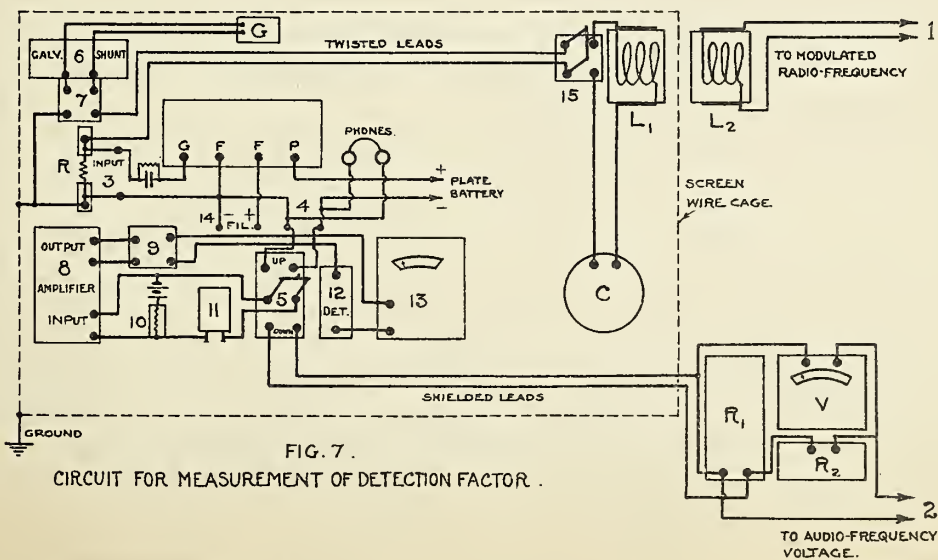 G
GALV. 6 SHUNT
TWISTED LEADS
7
15
L1
L2
1
TO MODULATED
RADIO-FREQUENCY
G F F P
PHONES.
R
INPUT
3
+
PLATE
BATTERY
-
14 - + 4
FIL.
SCREEN
WIRE CAGE
OUTPUT
8
AMPLIFIER
INPUT
9
10
11
UP
5
DOWN
12
DET.
13
C
SHIELDED LEADS
R1
V
R2
GROUND
2
TO AUDIO-FREQUENCY
VOLTAGE.
FIG. 7.
CIRCUIT FOR MEASUREMENT OF DETECTION FACTOR.